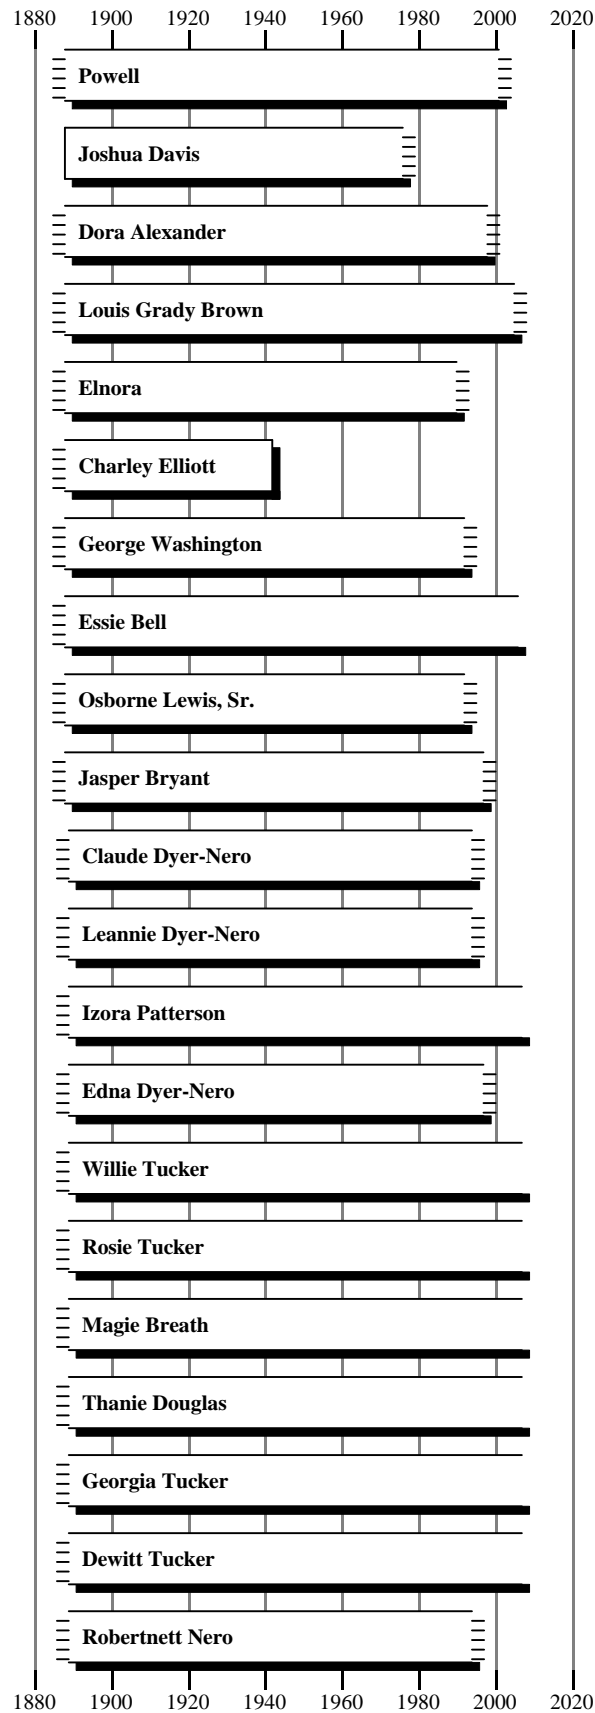 1880 1900 1920 1940 1960 1980 2000 2020
Powell
Joshua Davis
Dora Alexander
Louis Grady Brown
Elnora
Charley Elliott
George Washington
Essie Bell
Osborne Lewis, Sr.
Jasper Bryant
Claude Dyer-Nero
Leannie Dyer-Nero
Izora Patterson
Edna Dyer-Nero
Willie Tucker
Rosie Tucker
Magie Breath
Thanie Douglas
Georgia Tucker
Dewitt Tucker
Robertnett Nero
1880 1900 1920 1940 1960 1980 2000 2020